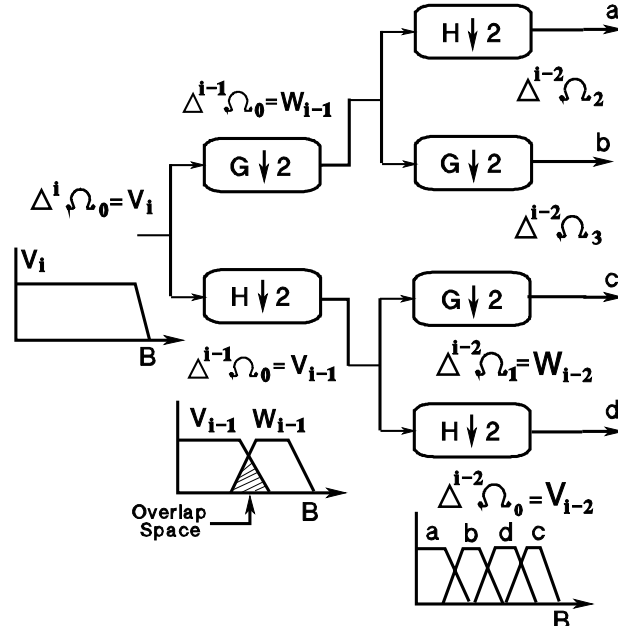 a
H ↓ 2
Δ^{i-2} Ω_2
Δ^{i-1} Ω_0 = W_{i-1}
b
G ↓ 2
G ↓ 2
Δ^{i-2} Ω_3
Δ^i Ω_0 = V_i
V_i
B
c
H ↓ 2
G ↓ 2
Δ^{i-1} Ω_0 = V_{i-1}
Δ^{i-2} Ω_1 = W_{i-2}
V_{i-1} W_{i-1}
d
H ↓ 2
B
Overlap
Space
Δ^{i-2} Ω_0 = V_{i-2}
a b d c
B